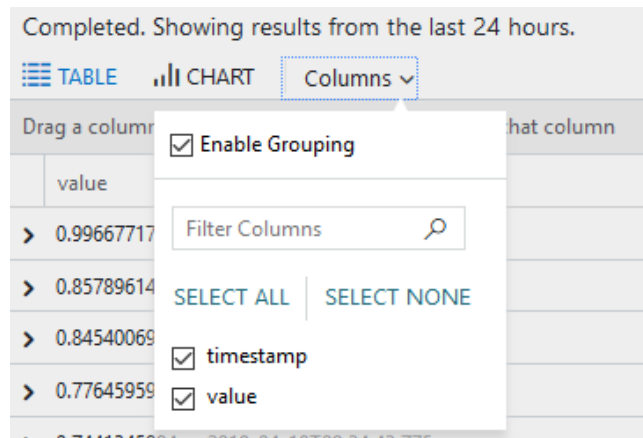 Completed. Showing results from the last 24 hours.
TABLE CHART Columns
Drag a column that column
Enable Grouping
value
Filter Columns
0.99667717
0.85789614
SELECT ALL SELECT NONE
0.84540069
timestamp
0.77645959
value